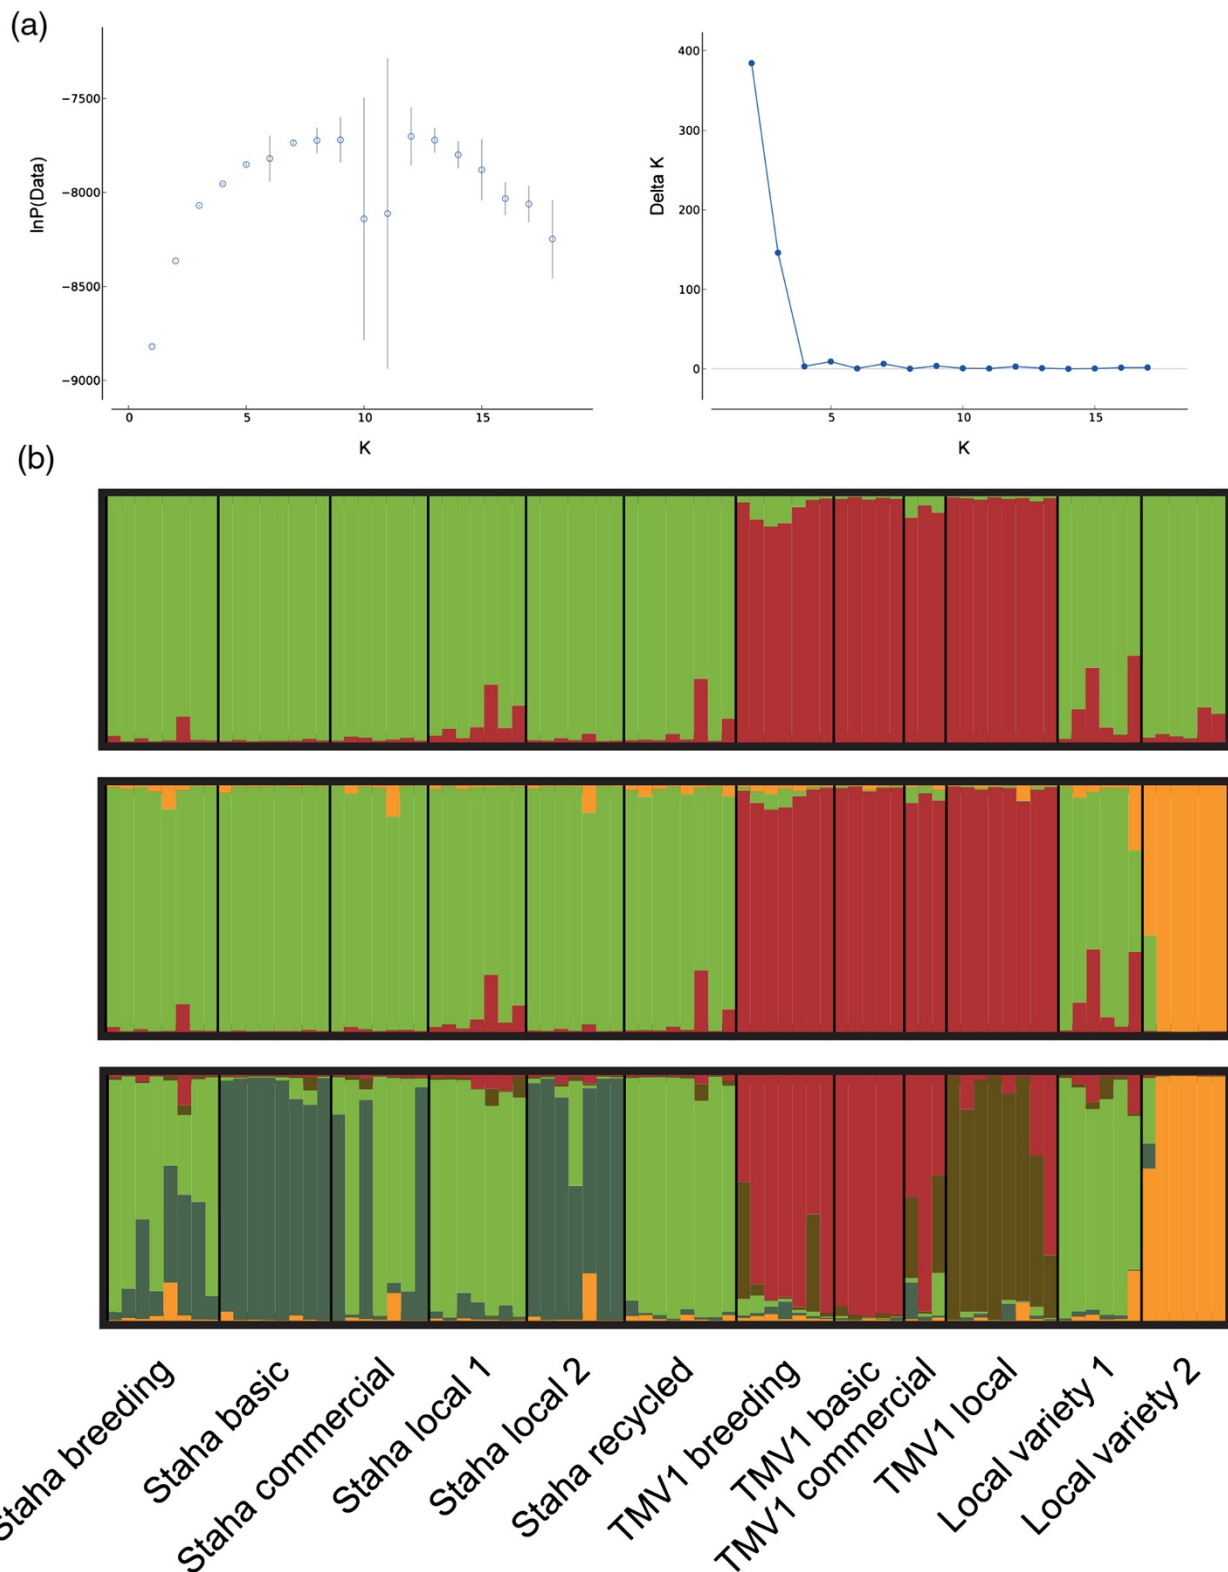 (a)
−7500
−8000
−8500
−9000
lnP(Data)
0 5 10 15
K
400
300
200
100
0
Delta K
5 10 15
K
(b)
Staha breeding
Staha basic
Staha commercial
Staha local 1
Staha local 2
Staha recycled
TMV1 breeding
TMV1 basic
TMV1 commercial
TMV1 local
Local variety 1
Local variety 2